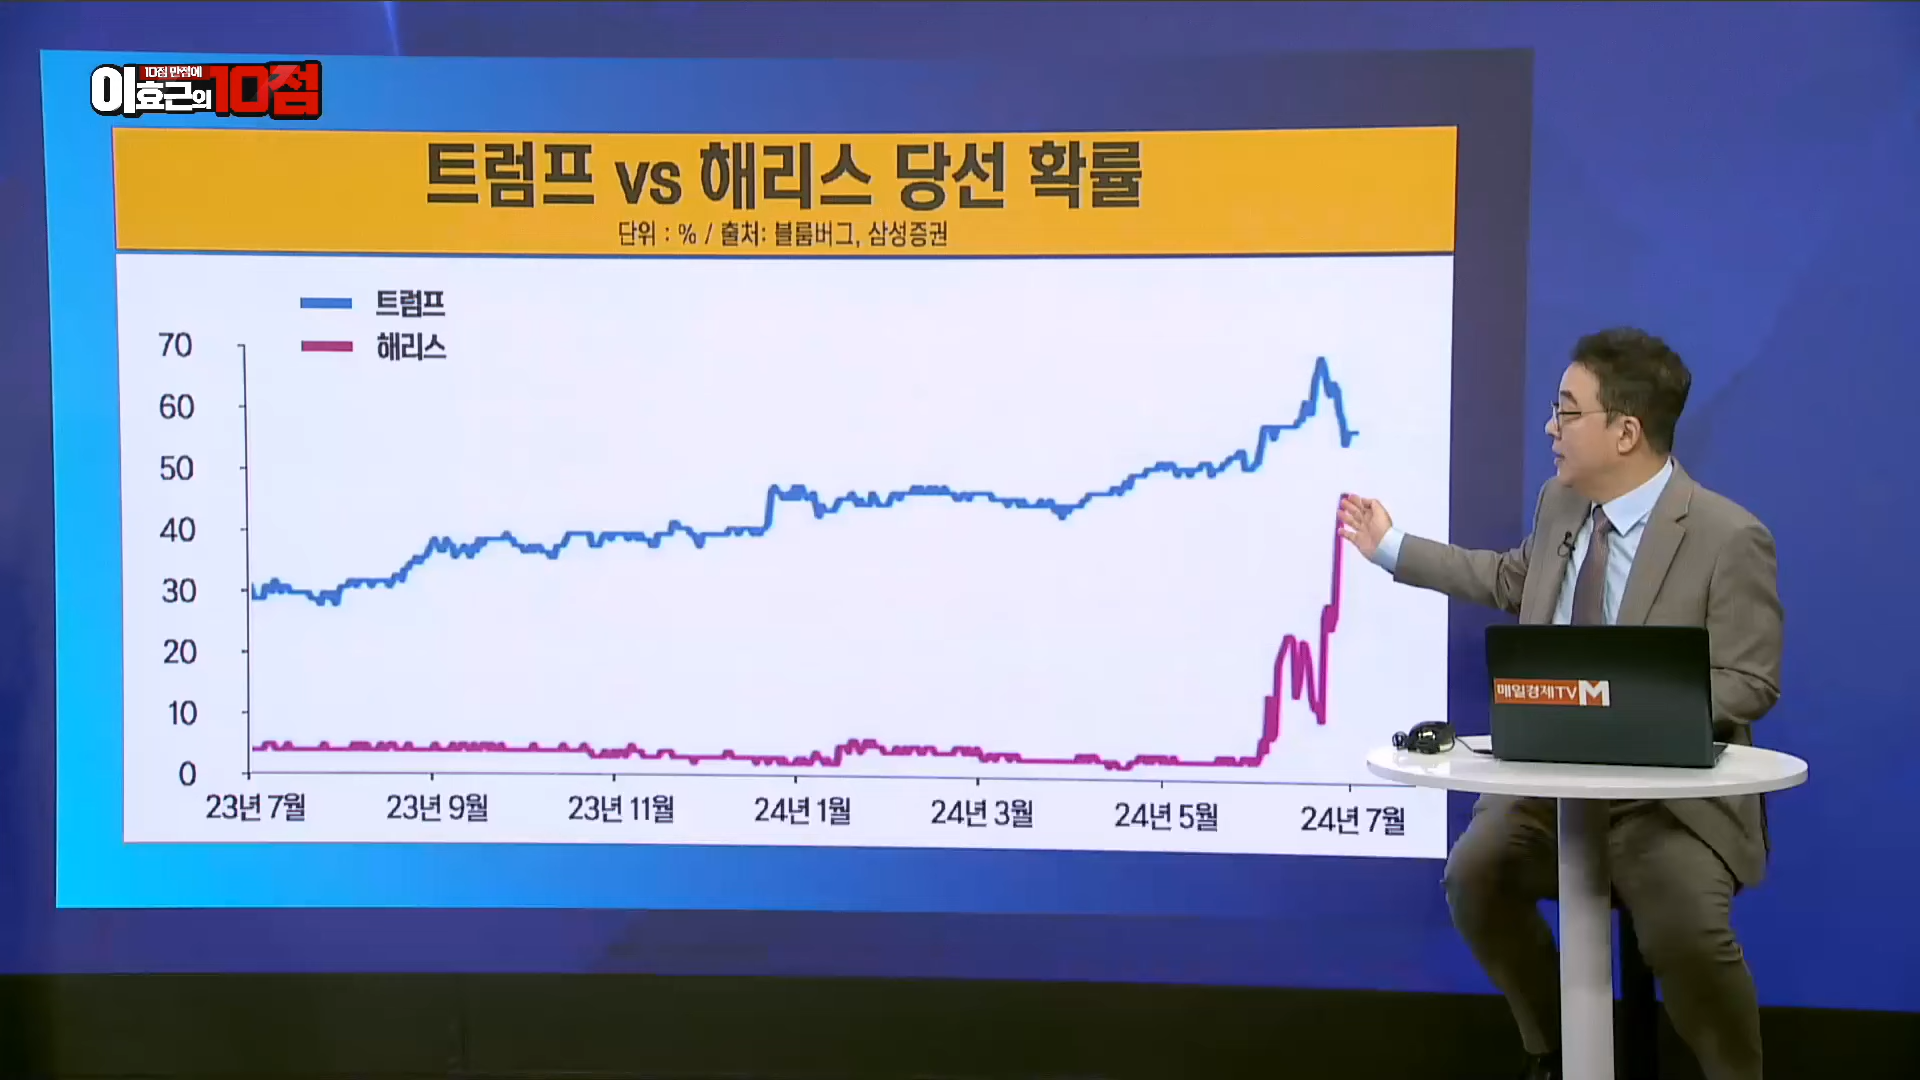 10점 만점에
이효근의 10점
트럼프 vs 해리스 당선 확률
단위 : % / 출처: 블룸버그, 삼성증권
트럼프
해리스
70
60
50
40
30
20
10
0
23년 7월
23년 9월
23년 11월
24년 1월
24년 3월
24년 5월
24년 7월
매일경제TV M